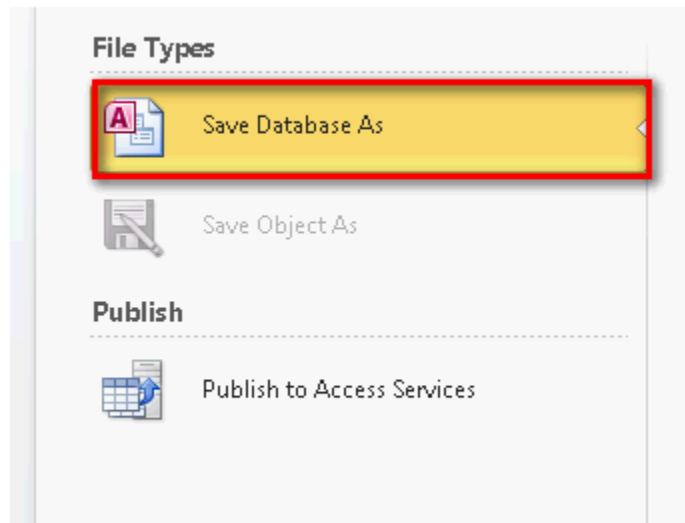 File Types
A
Save Database As
Save Object As
Publish
Publish to Access Services